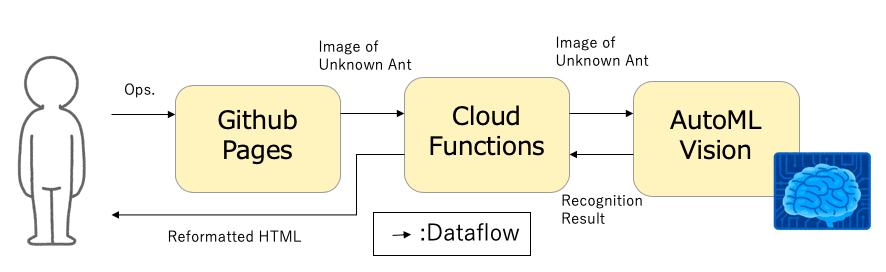 Ops.
Github
Pages
Image of
Unknown Ant
Cloud
Functions
Image of
Unknown Ant
AutoML
Vision
Recognition
Result
Reformatted HTML
:Dataflow